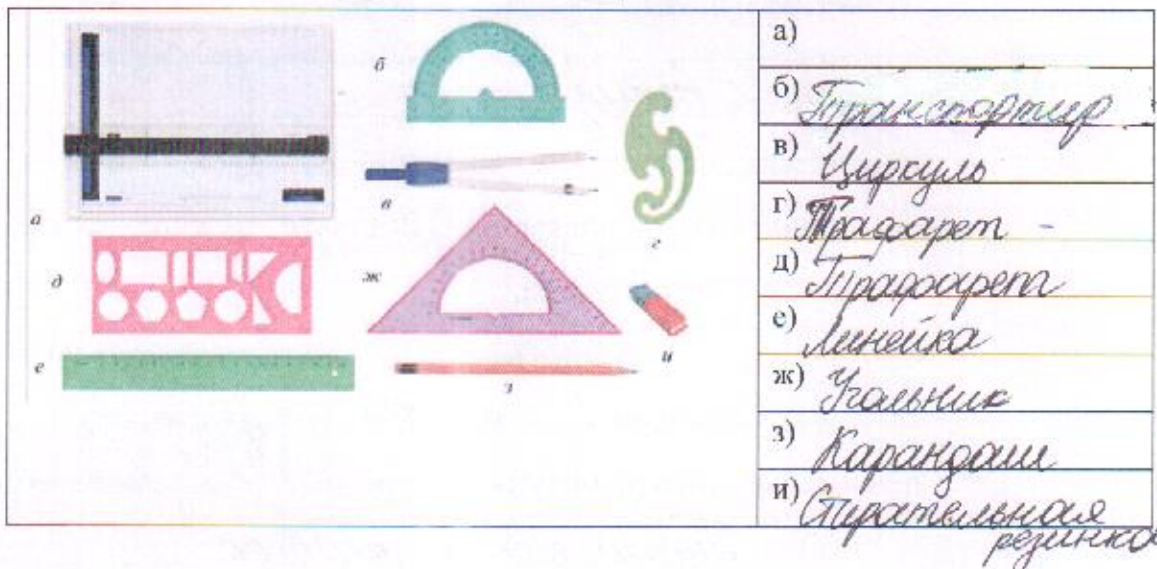 а
б
в
г
д
ж
и
е
з
а)
б) Транспортир
в) Циркуль
г) Трафарет -
д) Трафарет
е) линейка
ж) Угольник
з) Карандаш
и) Стирательная
резинка